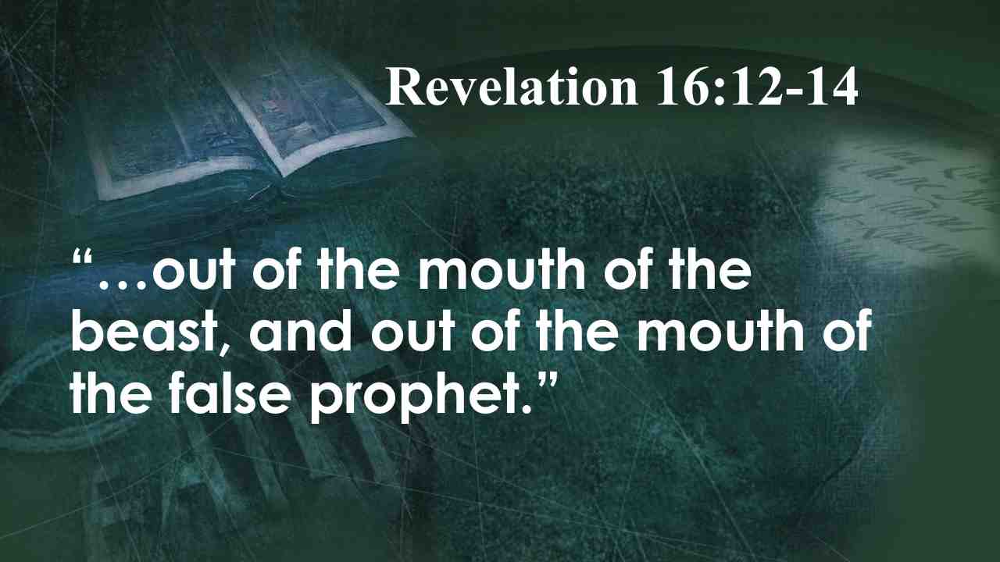 Revelation 16:12-14
“…out of the mouth of the
beast, and out of the mouth of
the false prophet.”